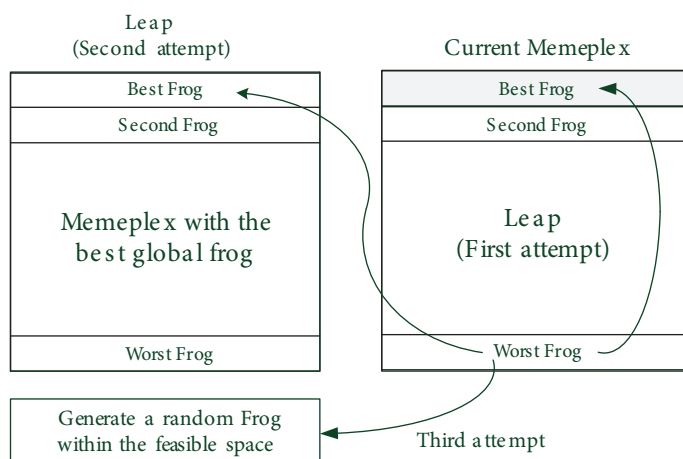 Leap
(Second attempt)
Best Frog
Second Frog
Memeplex with the
best global frog
Worst Frog
Current Memeplex
Best Frog
Second Frog
Leap
(First attempt)
Worst Frog
Generate a random Frog
within the feasible space
Third attempt